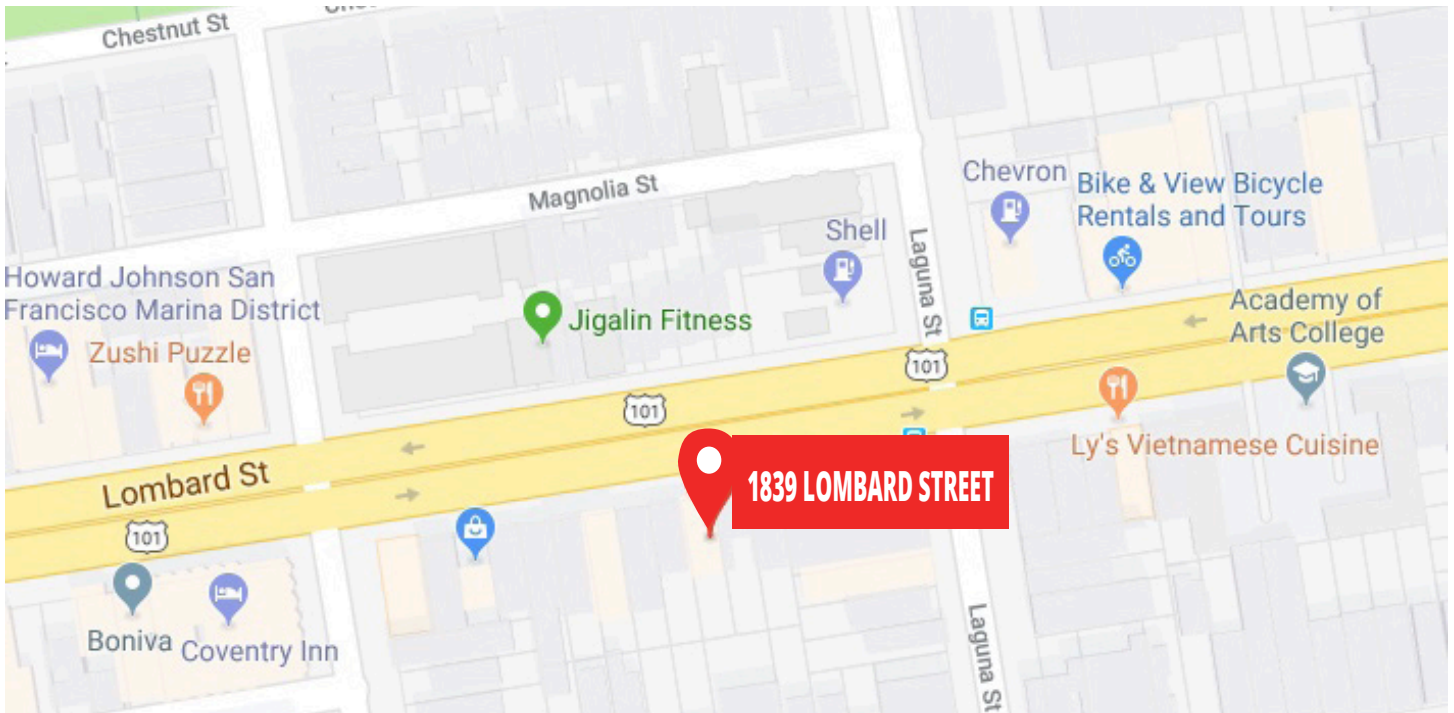 Chestnut St
Magnolia St
Chevron
Bike & View Bicycle
Rentals and Tours
Shell
Laguna St
Howard Johnson San
Francisco Marina District
Zushi Puzzle
Jigalin Fitness
Academy of
Arts College
101
101
Lombard St
1839 LOMBARD STREET
Ly's Vietnamese Cuisine
101
Boniva
Coventry Inn
Laguna St